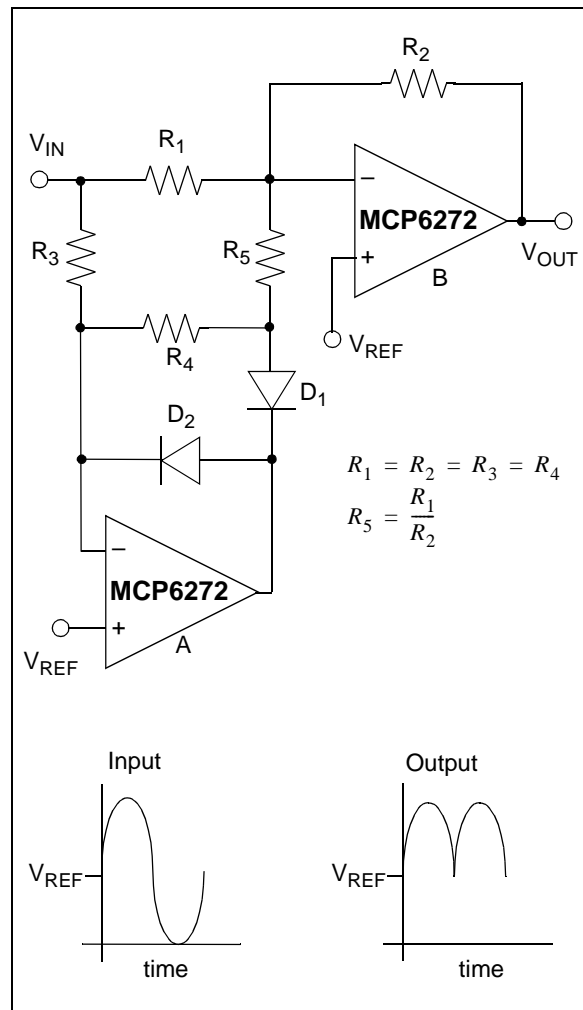 R2
VIN
R1
MCP6272
R3
R5
VOUT
B
VREF
R4
D1
D2
R1 = R2 = R3 = R4
R5 = R1/R2
MCP6272
VREF
A
Input
Output
VREF
VREF
time
time